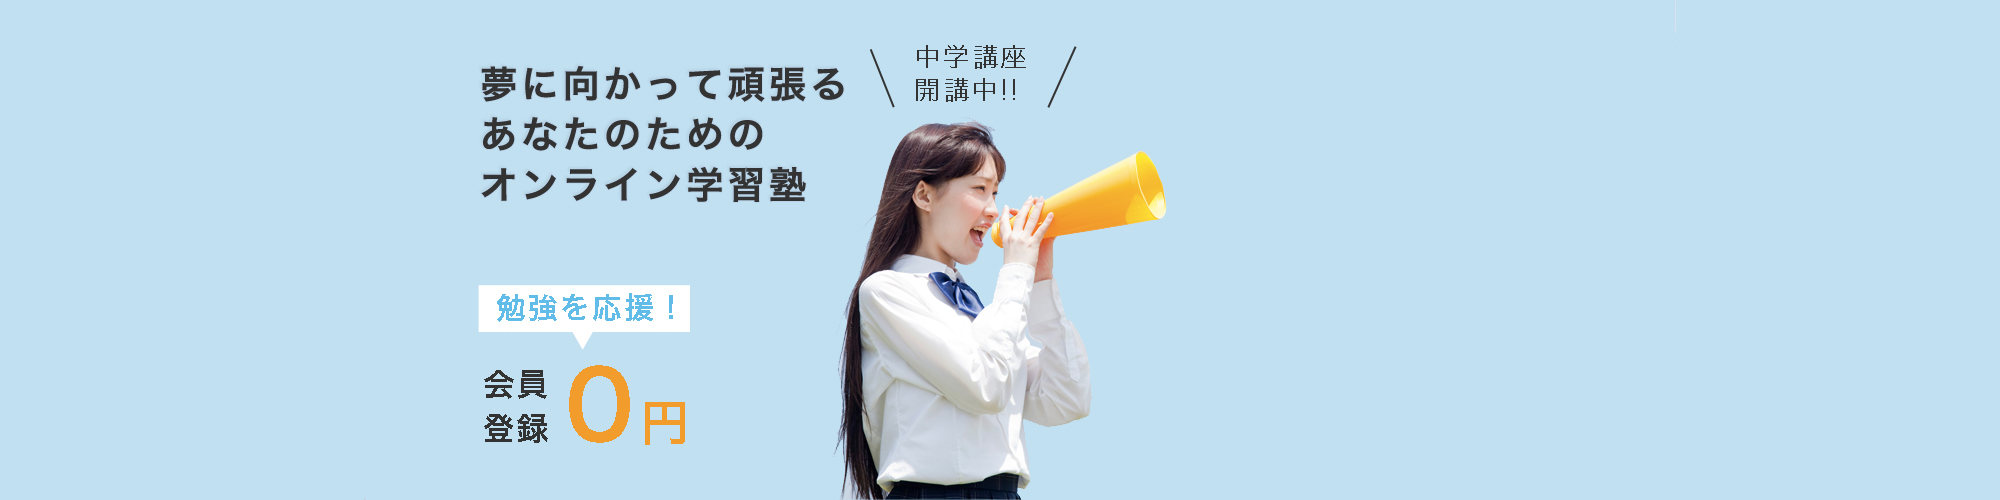 夢に向かって頑張る
あなたのための
オンライン学習塾
中学講座
開講中!!
勉強を応援！
会員
登録
0円